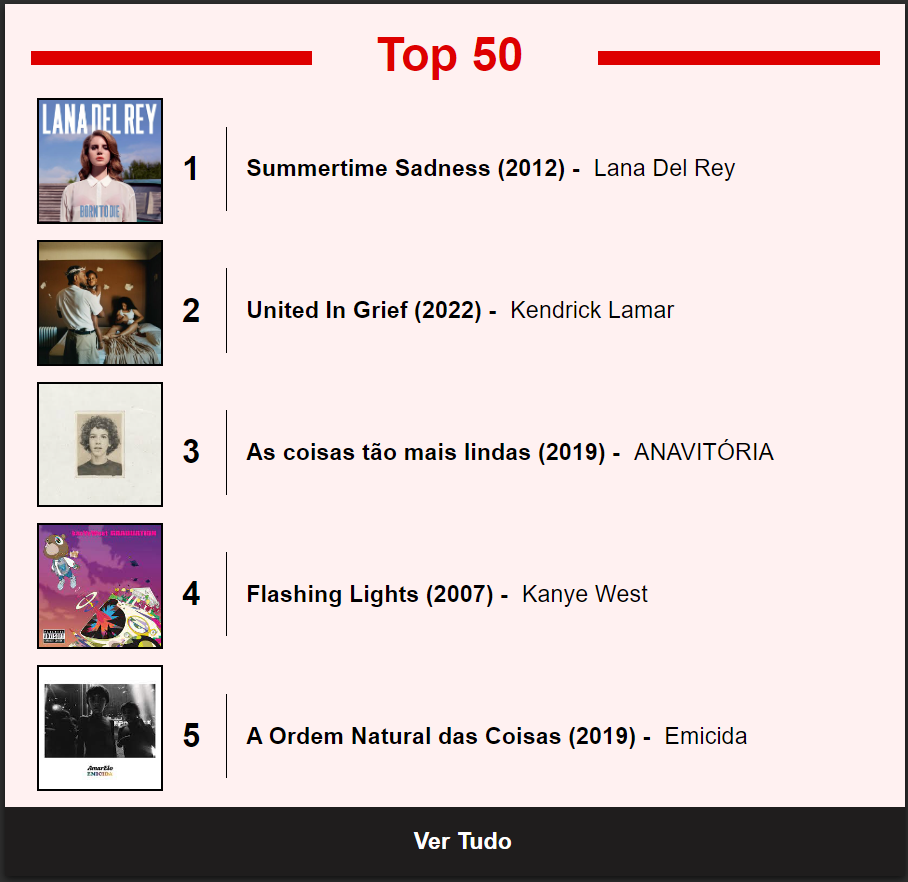 Top 50
LANA DEL REY
BORN TO DIE
1
Summertime Sadness (2012) - Lana Del Rey
2
United In Grief (2022) - Kendrick Lamar
3
As coisas tão mais lindas (2019) - ANAVITÓRIA
4
Flashing Lights (2007) - Kanye West
AmarElo
EMICIDA
5
A Ordem Natural das Coisas (2019) - Emicida
Ver Tudo